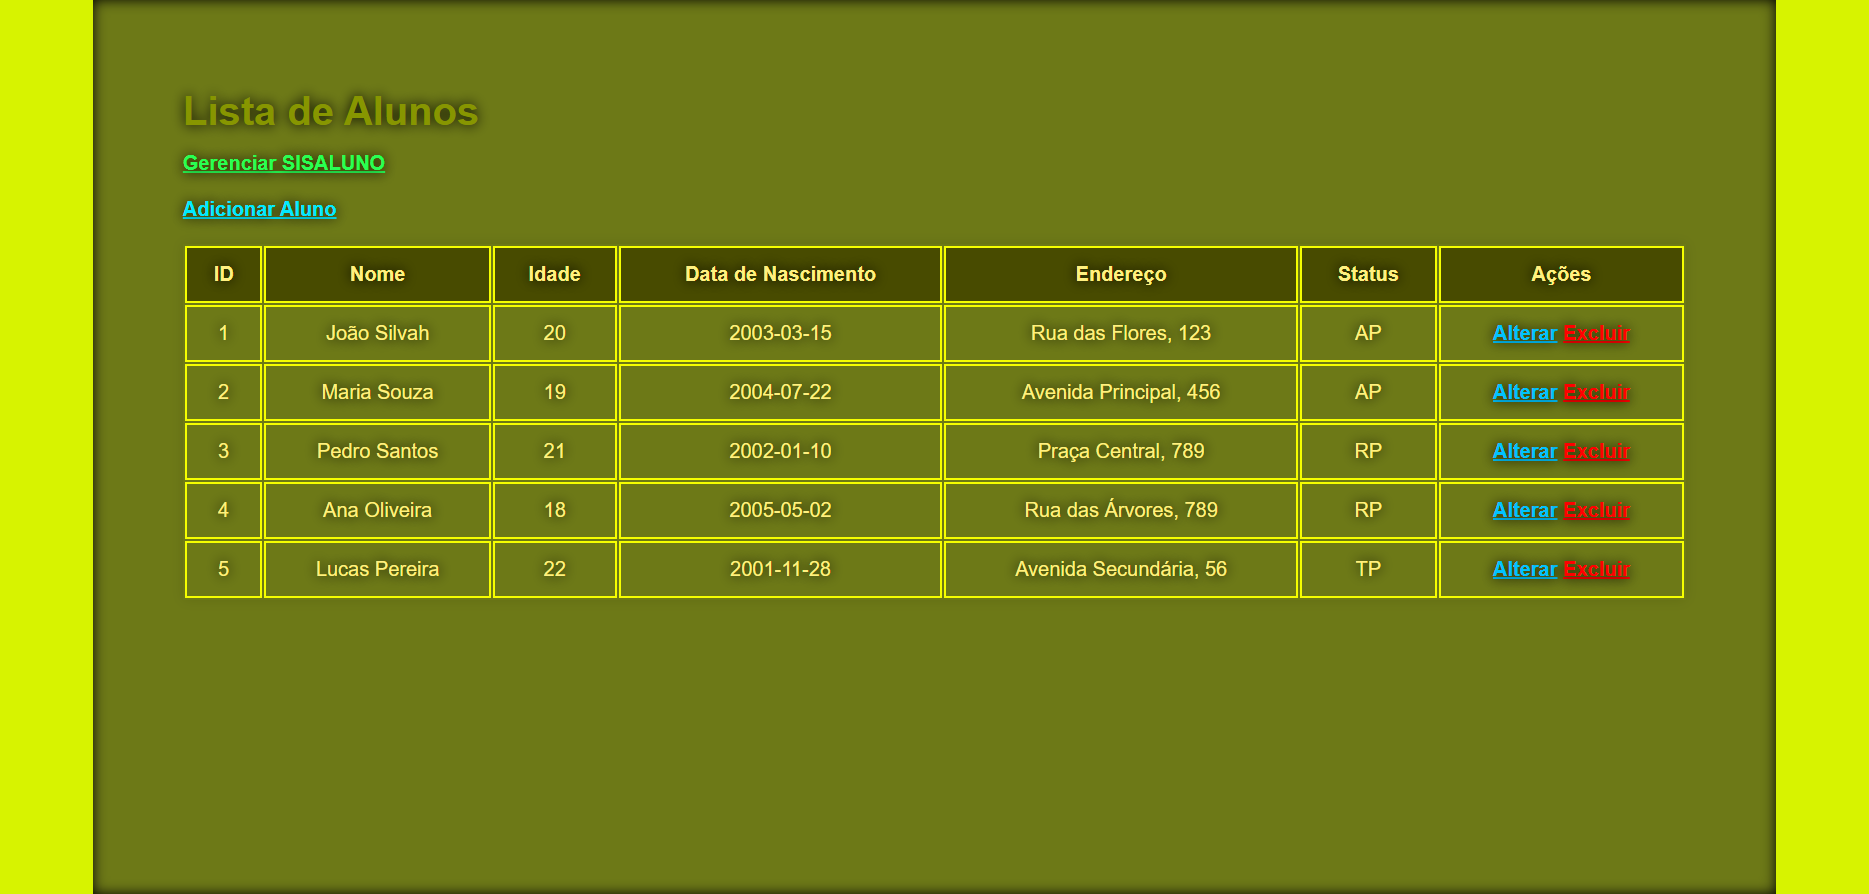 Lista de Alunos
Gerenciar SISALUNO
Adicionar Aluno
ID Nome Idade Data de Nascimento Endereço Status Ações
1 João Silvah 20 2003-03-15 Rua das Flores, 123 AP Alterar Excluir
2 Maria Souza 19 2004-07-22 Avenida Principal, 456 AP Alterar Excluir
3 Pedro Santos 21 2002-01-10 Praça Central, 789 RP Alterar Excluir
4 Ana Oliveira 18 2005-05-02 Rua das Árvores, 789 RP Alterar Excluir
5 Lucas Pereira 22 2001-11-28 Avenida Secundária, 56 TP Alterar Excluir